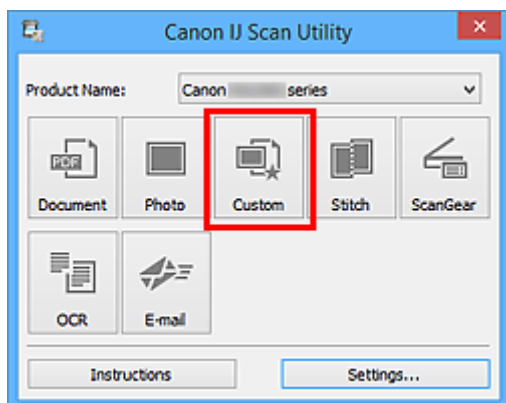 Canon IJ Scan Utility
Product Name: Canon series
PDF
Document Photo Custom Stitch ScanGear
OCR E-mail
Instructions Settings...